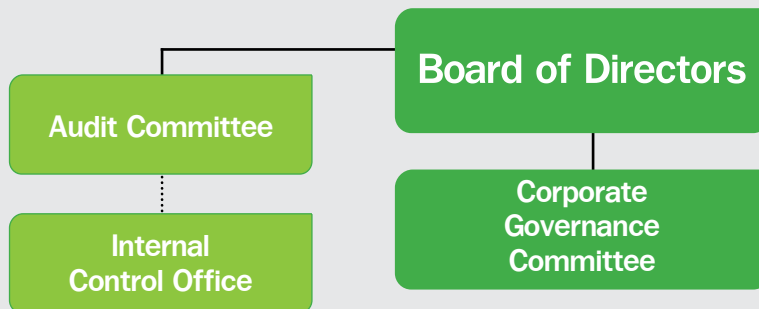 Board of Directors
Audit Committee
Corporate
Governance
Committee
Internal
Control Office